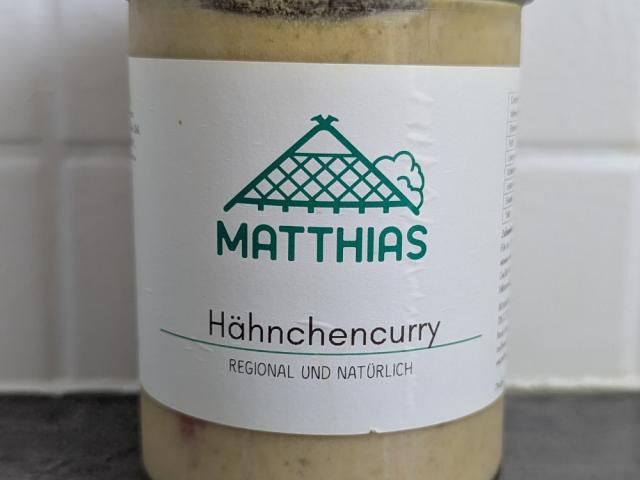 MATTHIAS
Hähnchencurry
REGIONAL UND NATÜRLICH